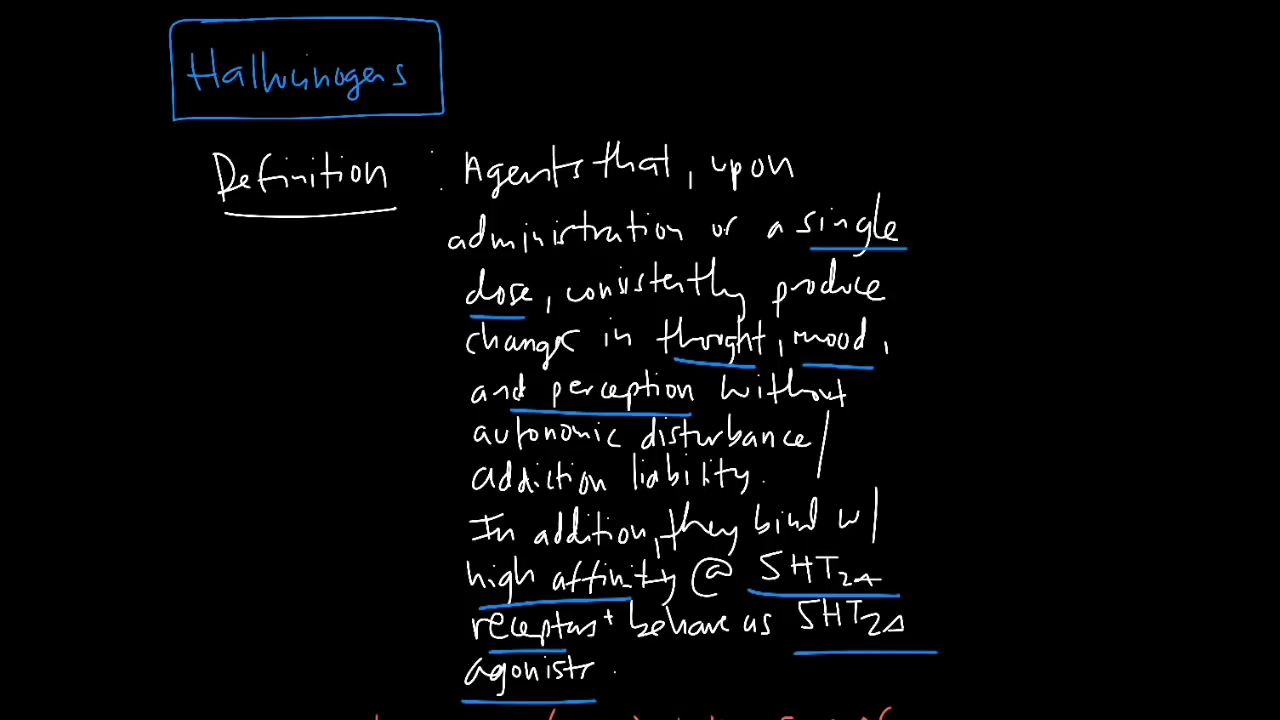 Hallucinogens
Definition : Agents that, upon
administration of a single
dose, consistently produce
changes in thought, mood,
and perception without
autonomic disturbance/
addiction liability.
In addition, they bind w/
high affinity @ 5HT2A
receptors + behave as 5HT2A
agonists.